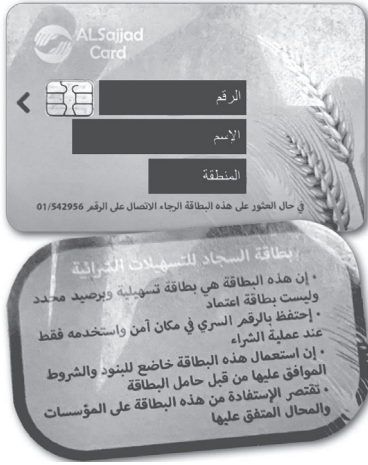 ALSajjad
Card
الرقم
الإسم
المنطقة
في حال العثور على هذه البطاقة الرجاء الاتصال على الرقم 01/542956
بطاقة السجاد للتسهيلات الشرائية
• إن هذه البطاقة هي بطاقة تسهيلية وبرصيد محدد
وليست بطاقة اعتماد
• إحتفظ بالرقم السري في مكان آمن واستخدمه فقط
عند عملية الشراء
• إن استعمال هذه البطاقة خاضع للبنود والشروط
الموافق عليها من قبل حامل البطاقة
• تقتصر الإستفادة من هذه البطاقة على المؤسسات
والمحال المتفق عليها